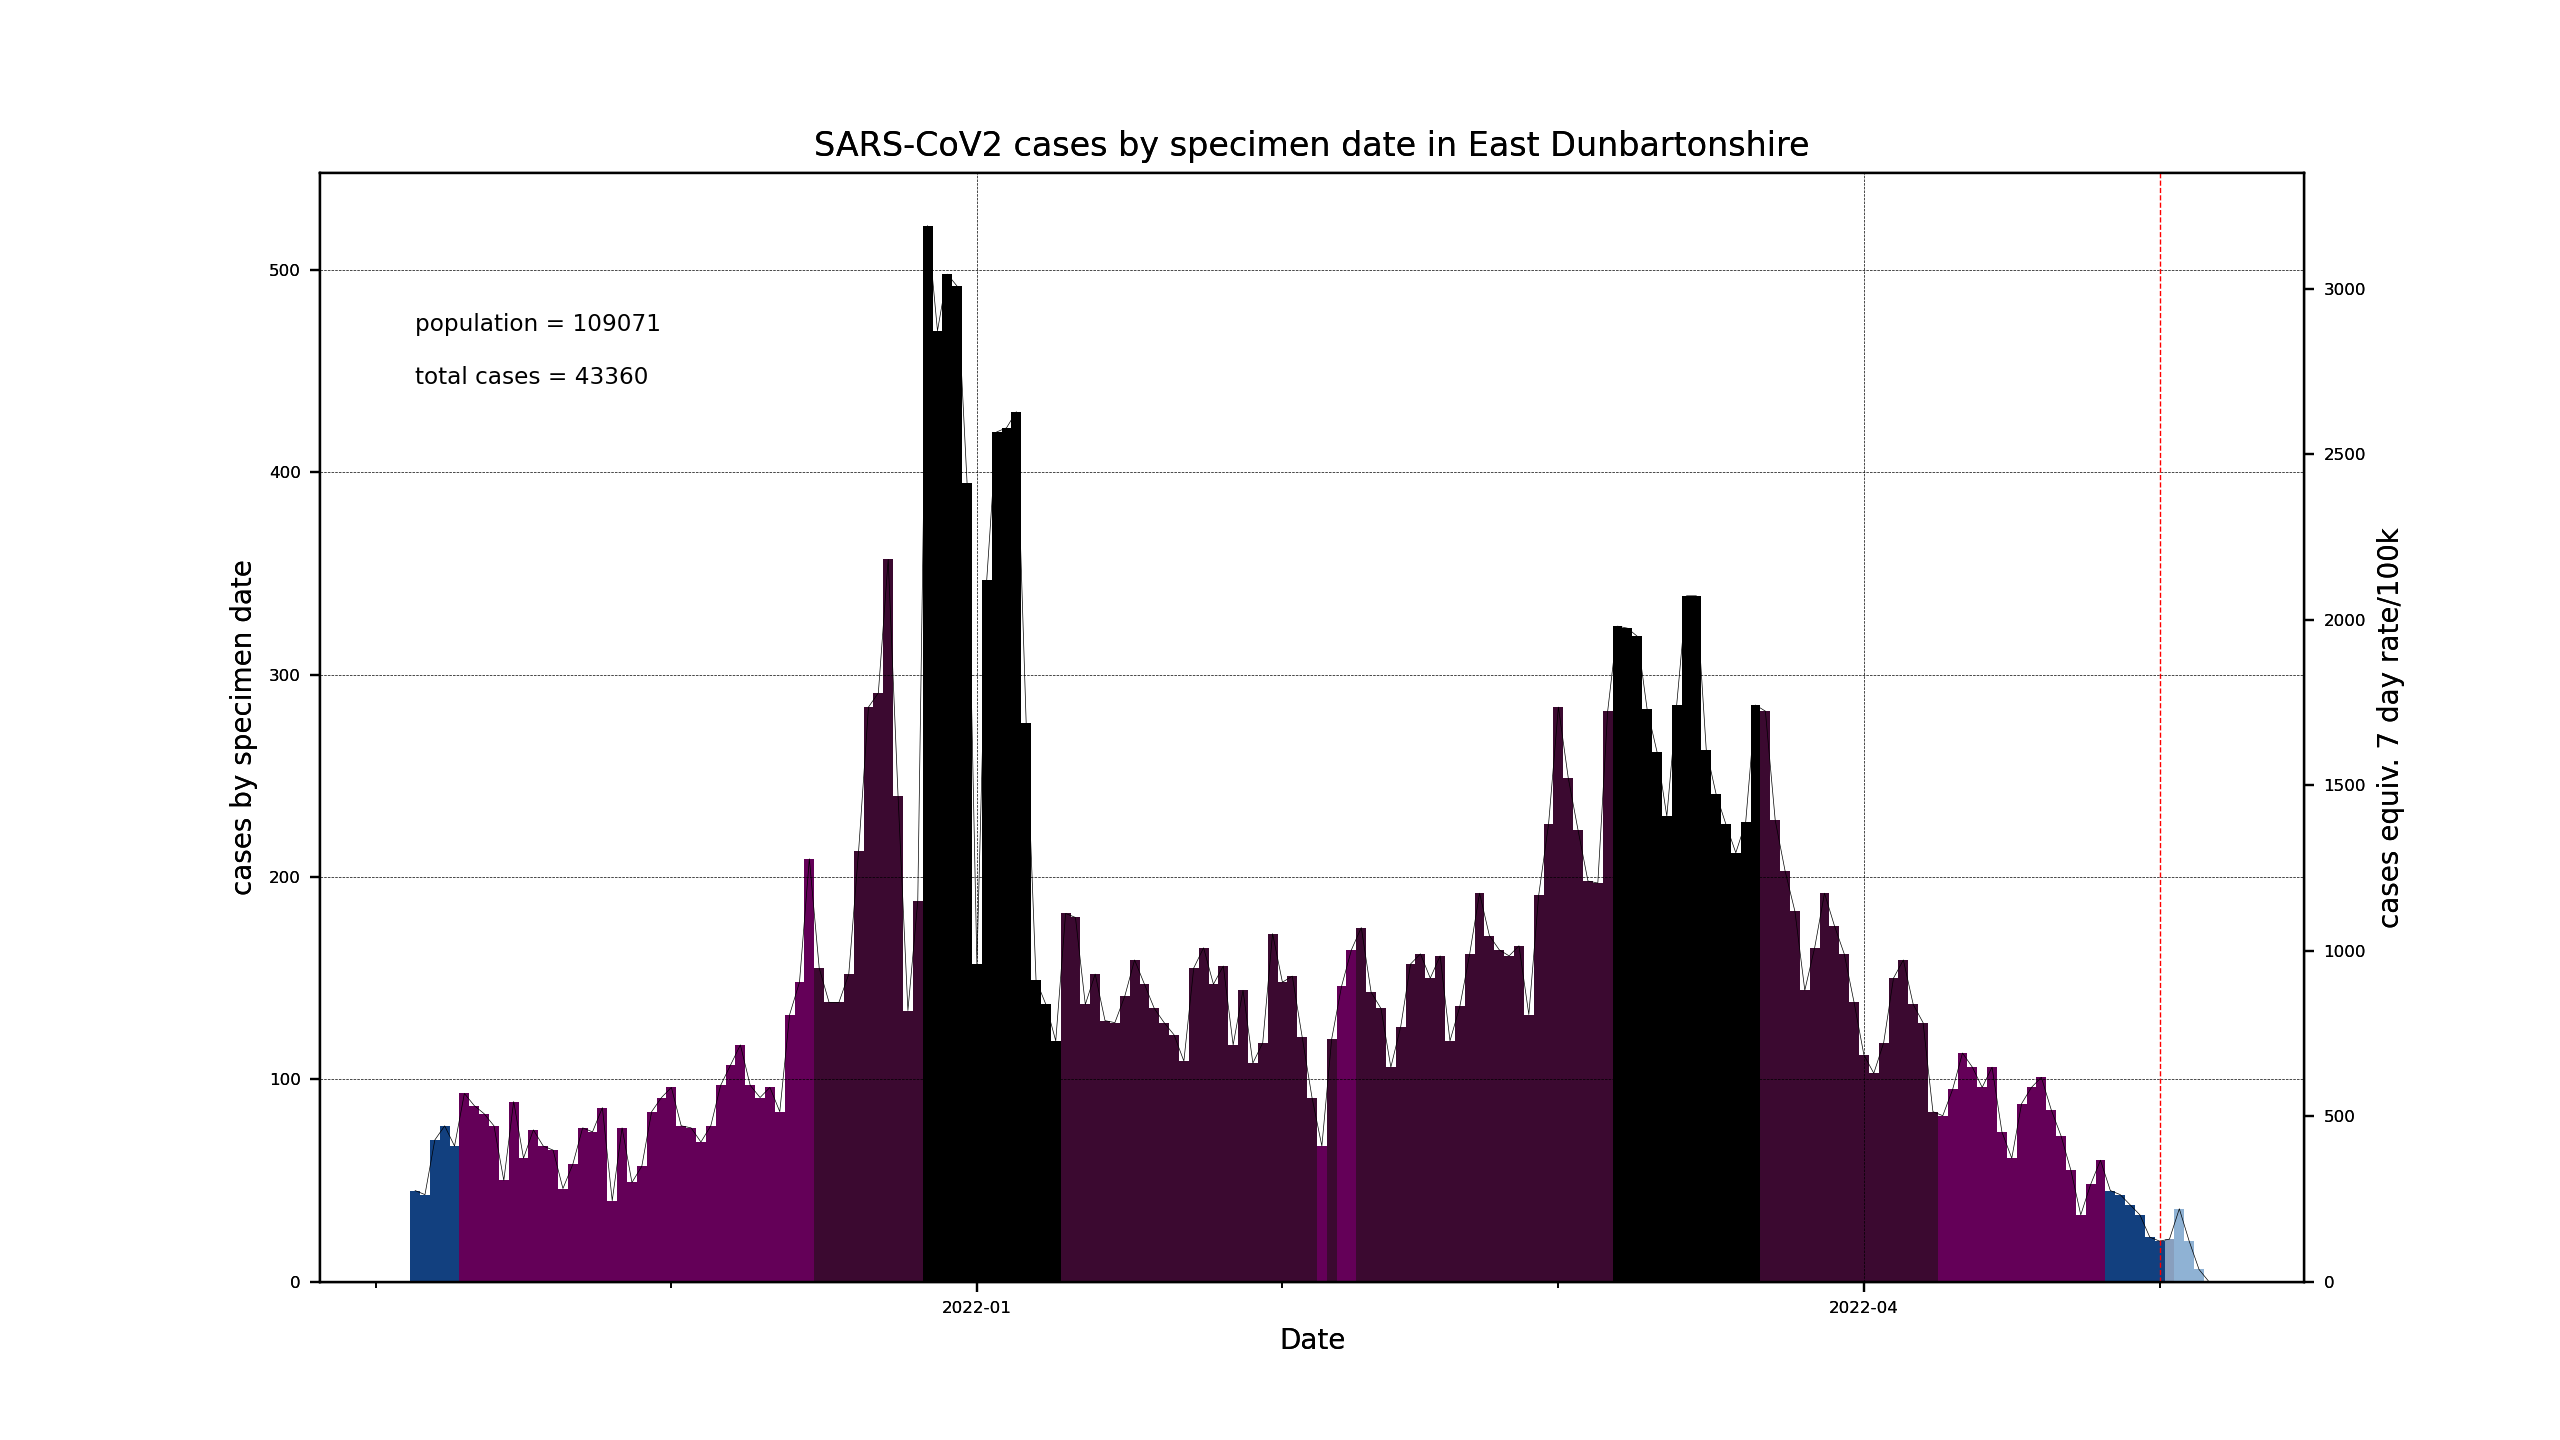 SARS-CoV2 cases by specimen date in East Dunbartonshire
population = 109071
total cases = 43360
cases by specimen date
500
400
300
200
100
0
3000
2500
2000
1500
1000
500
0
cases equiv. 7 day rate/100k
2022-01
2022-04
Date